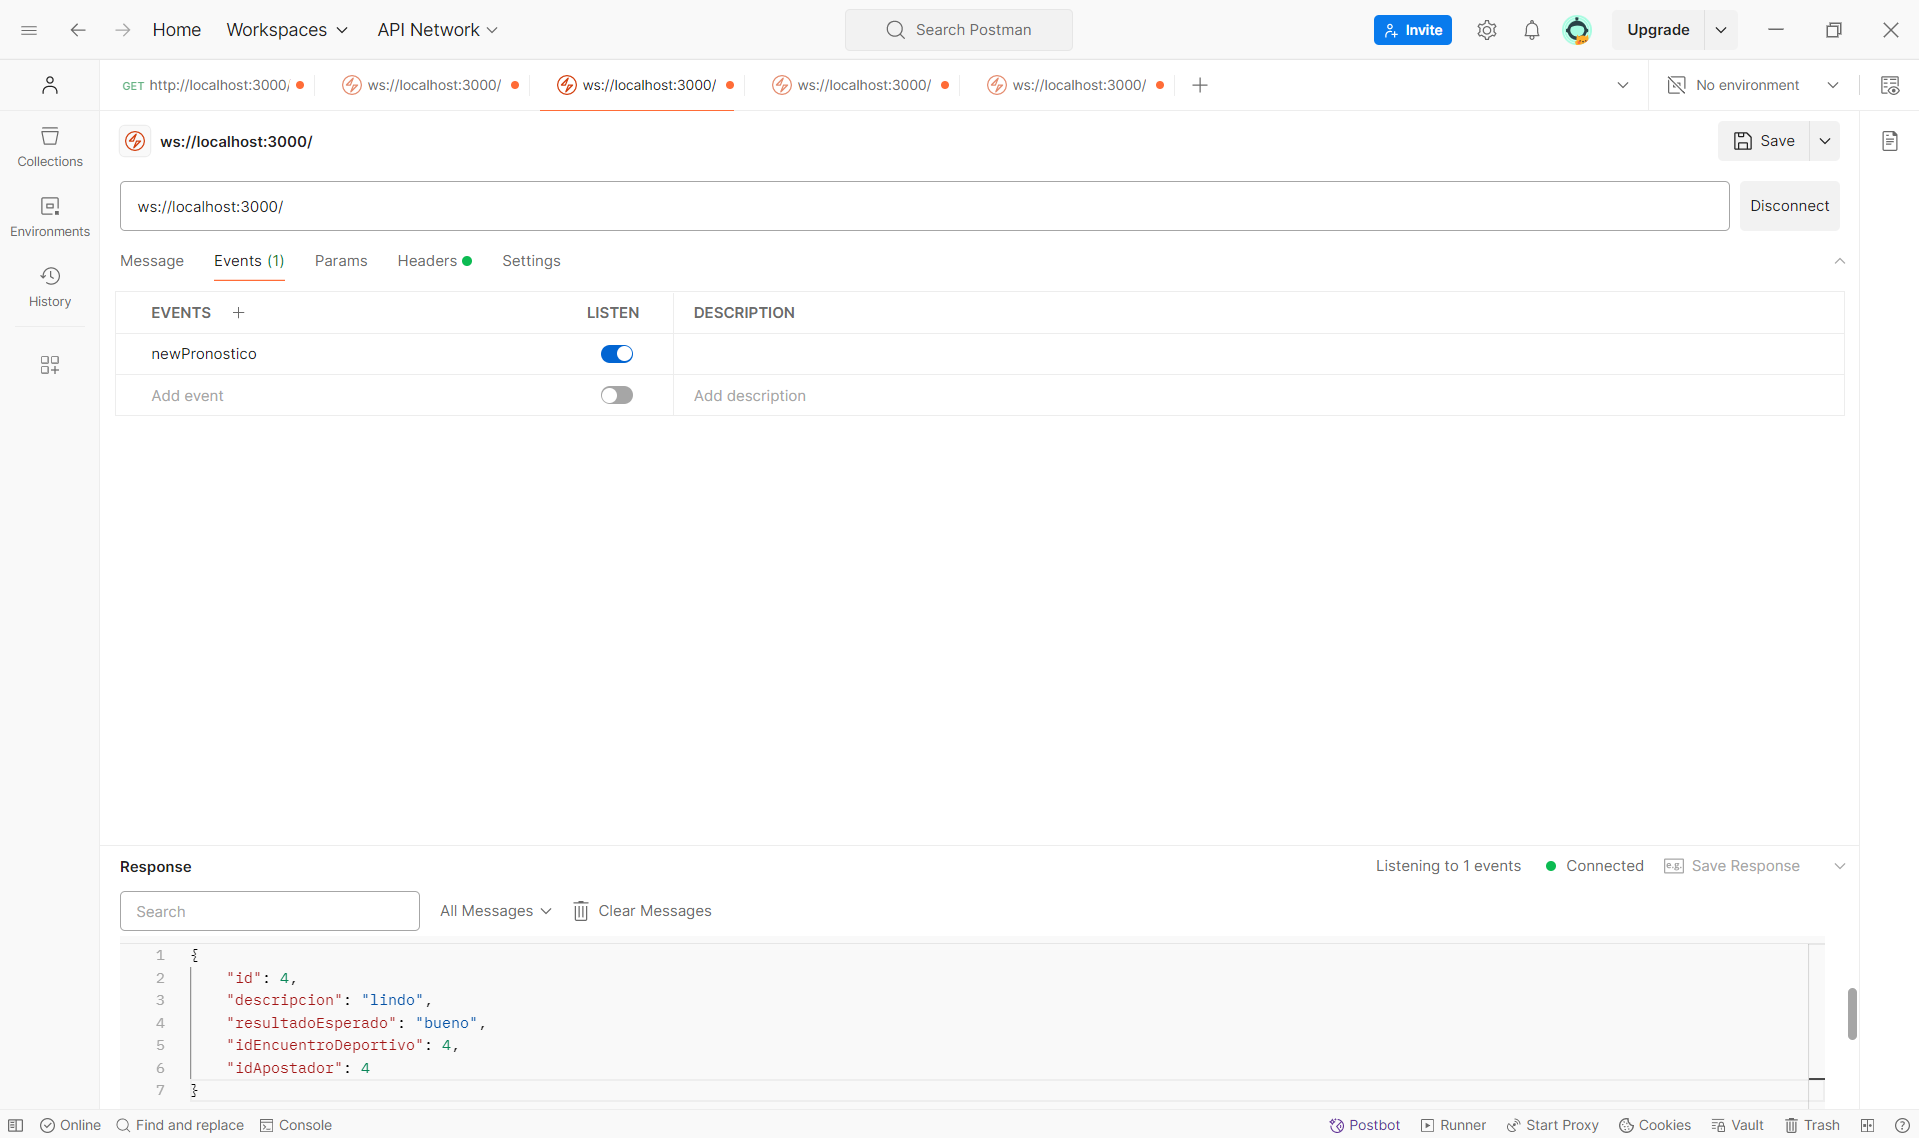 Home Workspaces API Network Search Postman Invite Upgrade
GET http://localhost:3000/ ws://localhost:3000/ ws://localhost:3000/ ws://localhost:3000/ ws://localhost:3000/ No environment
ws://localhost:3000/ Save
ws://localhost:3000/ Disconnect
Collections
Environments
History
Message Events (1) Params Headers Settings
EVENTS LISTEN DESCRIPTION
newPronostico
Add event Add description
Response Listening to 1 events Connected e.g. Save Response
Search All Messages Clear Messages
1 {
2 "id": 4,
3 "descripcion": "lindo",
4 "resultadoEsperado": "bueno",
5 "idEncuentroDeportivo": 4,
6 "idApostador": 4
7 }
Online Find and replace Console Postbot Runner Start Proxy Cookies Vault Trash